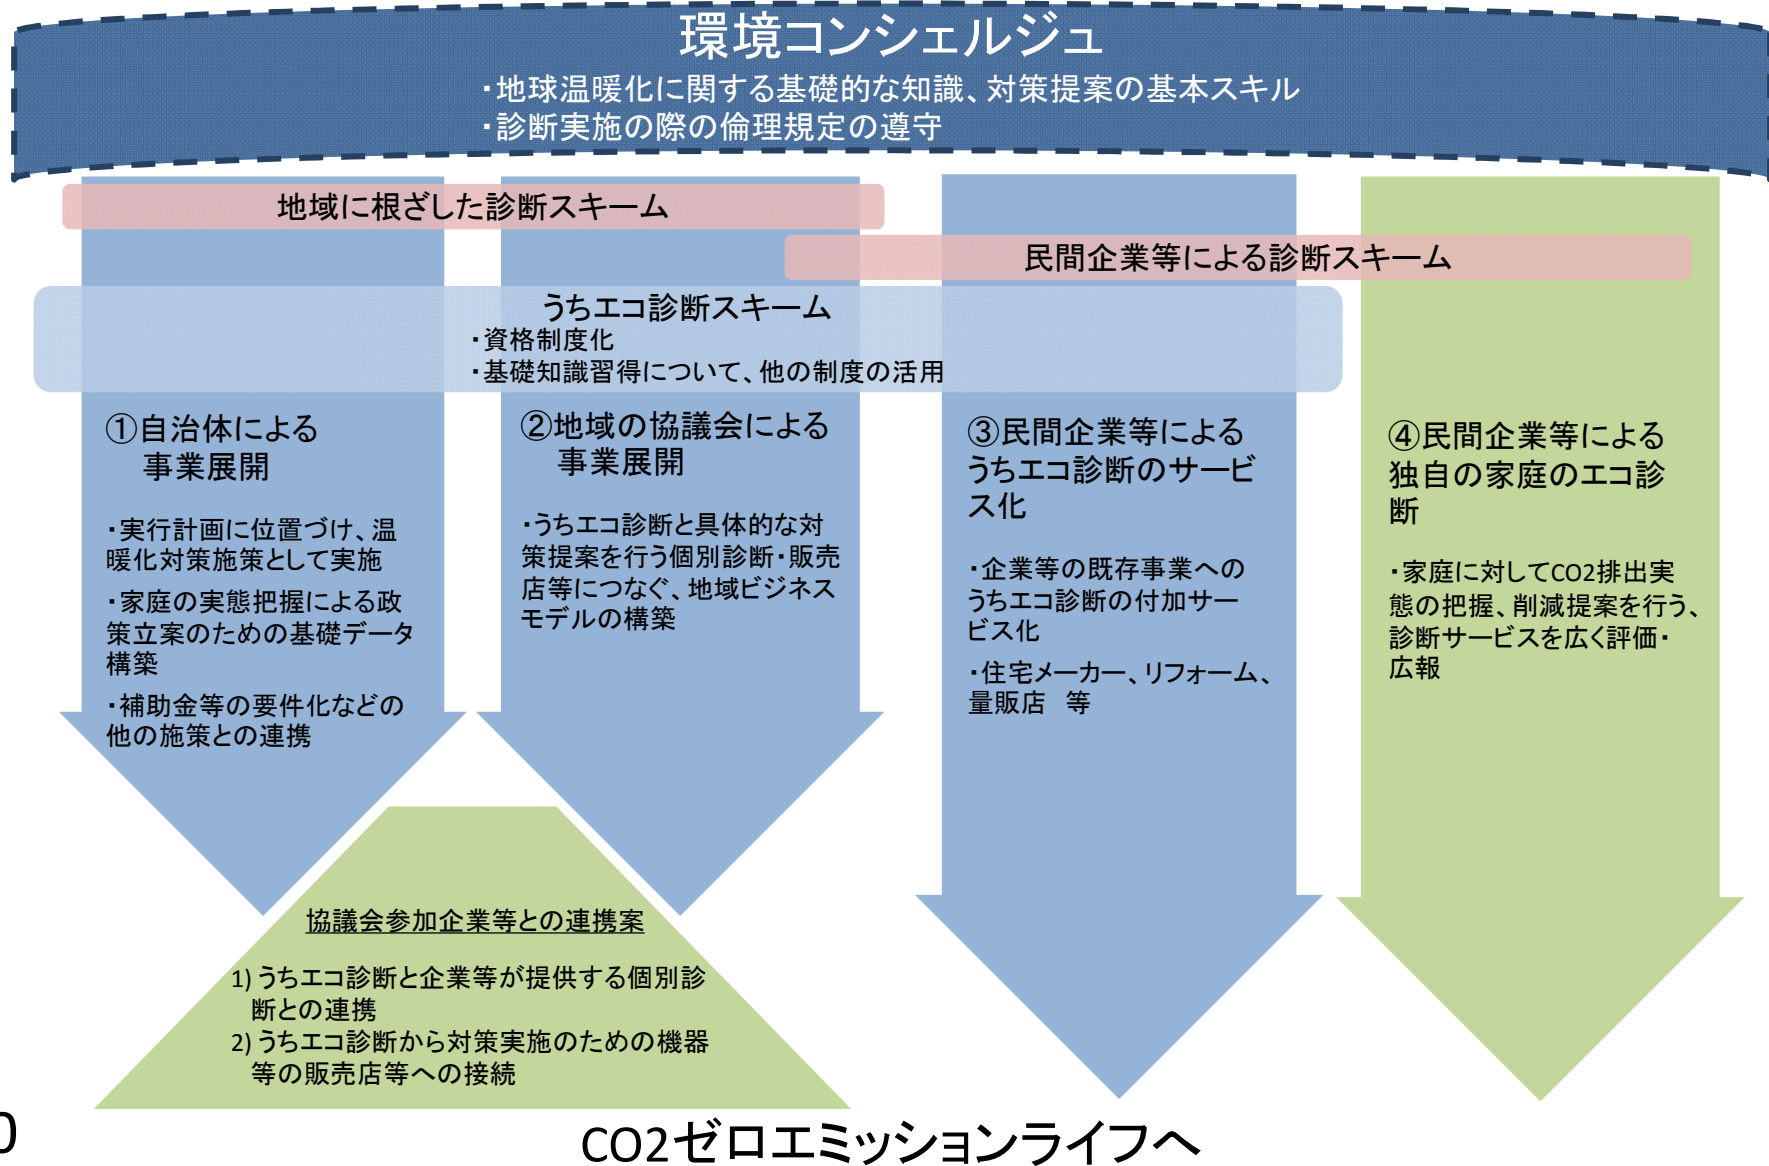 環境コンシェルジュ
・地球温暖化に関する基礎的な知識、対策提案の基本スキル
・診断実施の際の倫理規定の遵守
地域に根ざした診断スキーム
民間企業等による診断スキーム
うちエコ診断スキーム
・資格制度化
・基礎知識習得について、他の制度の活用
①自治体による
事業展開
・実行計画に位置づけ、温
暖化対策施策として実施
・家庭の実態把握による政
策立案のための基礎データ
構築
・補助金等の要件化などの
他の施策との連携
②地域の協議会による
事業展開
・うちエコ診断と具体的な対
策提案を行う個別診断・販売
店等につなぐ、地域ビジネス
モデルの構築
③民間企業等による
うちエコ診断のサービ
ス化
・企業等の既存事業への
うちエコ診断の付加サー
ビス化
・住宅メーカー、リフォーム、
量販店　等
④民間企業等による
独自の家庭のエコ診
断
・家庭に対してCO2排出実
態の把握、削減提案を行う、
診断サービスを広く評価・
広報
協議会参加企業等との連携案
1) うちエコ診断と企業等が提供する個別診
断との連携
2) うちエコ診断から対策実施のための機器
等の販売店等への接続
0
CO2ゼロエミッションライフへ